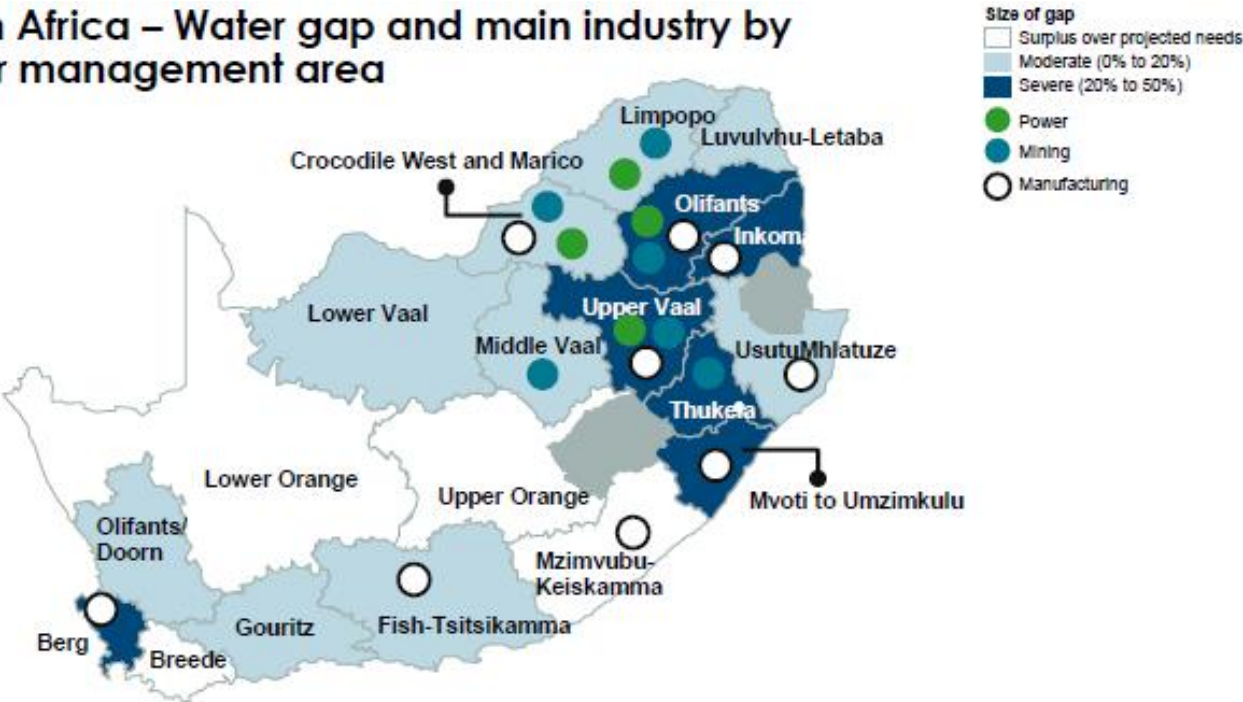 n Africa – Water gap and main industry by
r management area
Size of gap
Surplus over projected needs
Moderate (0% to 20%)
Severe (20% to 50%)
Power
Mining
Manufacturing
Limpopo
Luvulvhu-Letaba
Crocodile West and Marico
Olifants
Inkoma
Lower Vaal
Upper Vaal
Middle Vaal
UsutuMhlatuze
Thukela
Lower Orange
Upper Orange
Mvoti to Umzimkulu
Olifants/
Doorn
Mzimvubu-
Keiskamma
Berg
Breede
Gouritz
Fish-Tsitsikamma